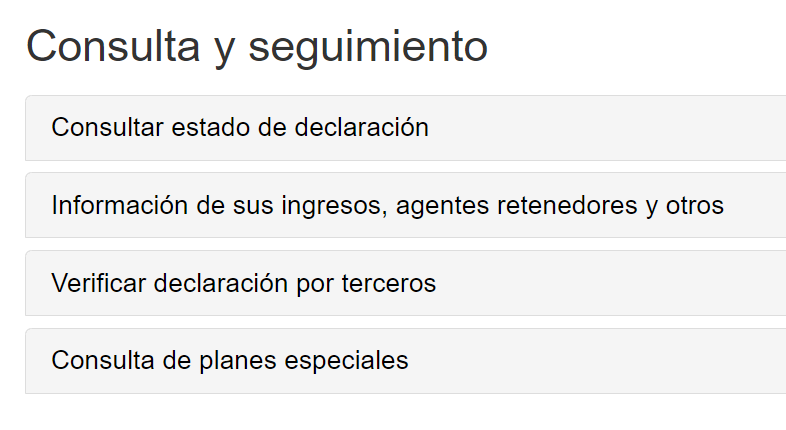 Consulta y seguimiento
Consultar estado de declaración
Información de sus ingresos, agentes retenedores y otros
Verificar declaración por terceros
Consulta de planes especiales